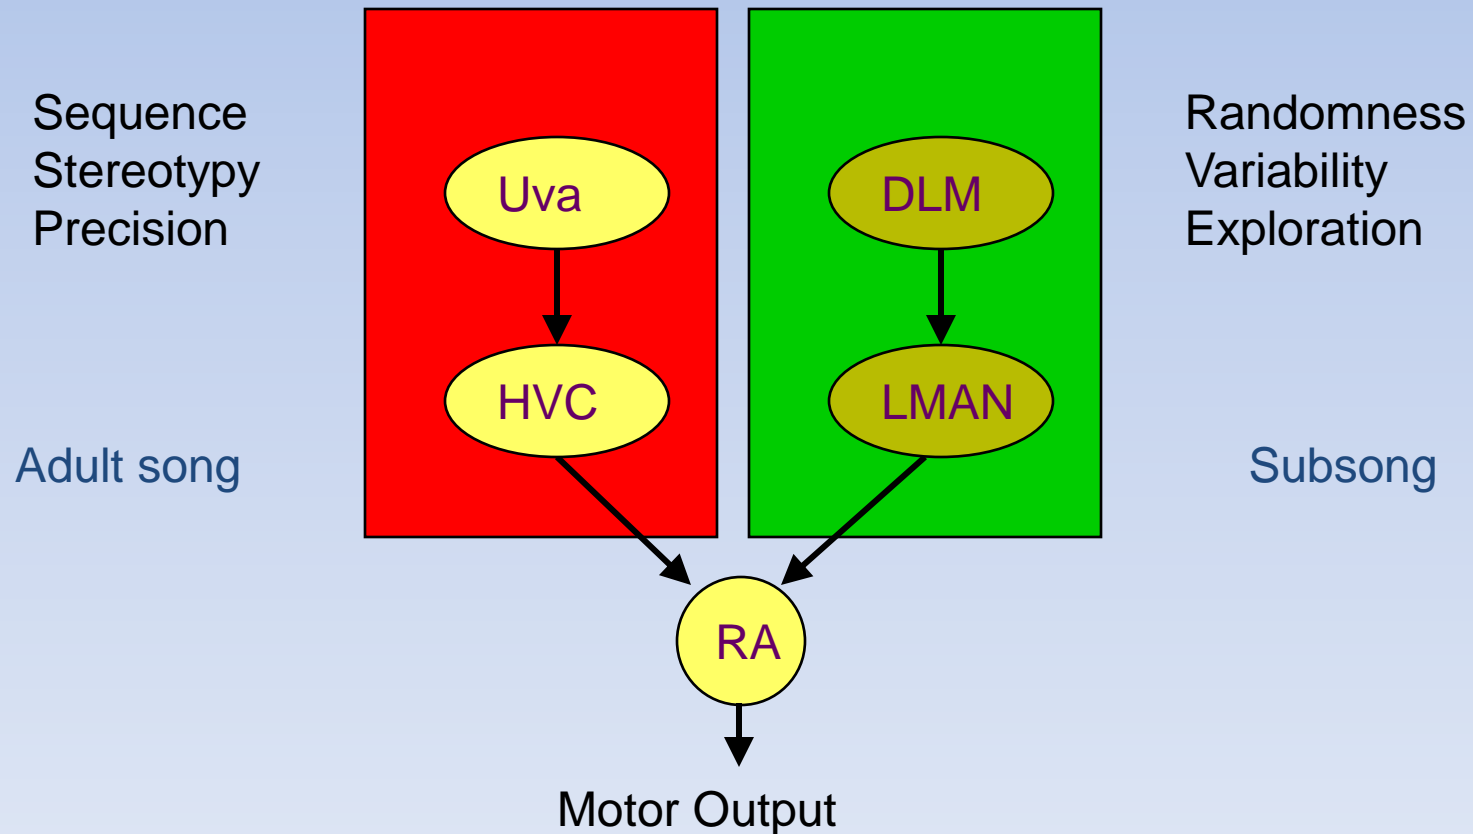 Sequence
Stereotypy
Precision
Uva
DLM
Randomness
Variability
Exploration
HVC
LMAN
Adult song
Subsong
RA
Motor Output